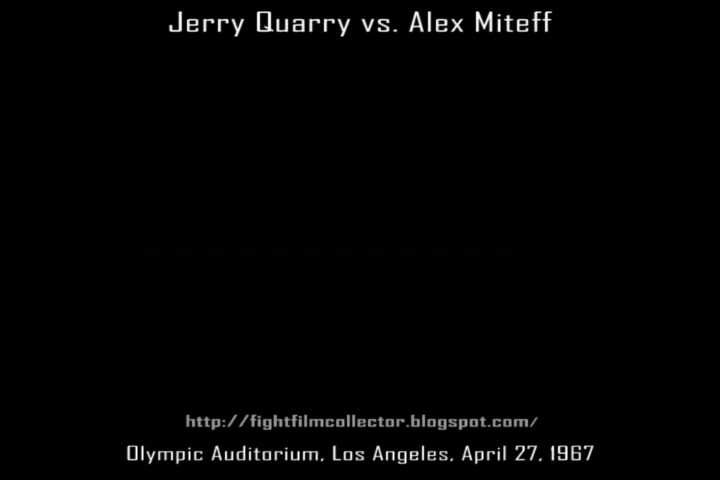 Jerry Quarry vs. Alex Miteff
http://fightfilmcollector.blogspot.com/
Olympic Auditorium, Los Angeles, April 27, 1967